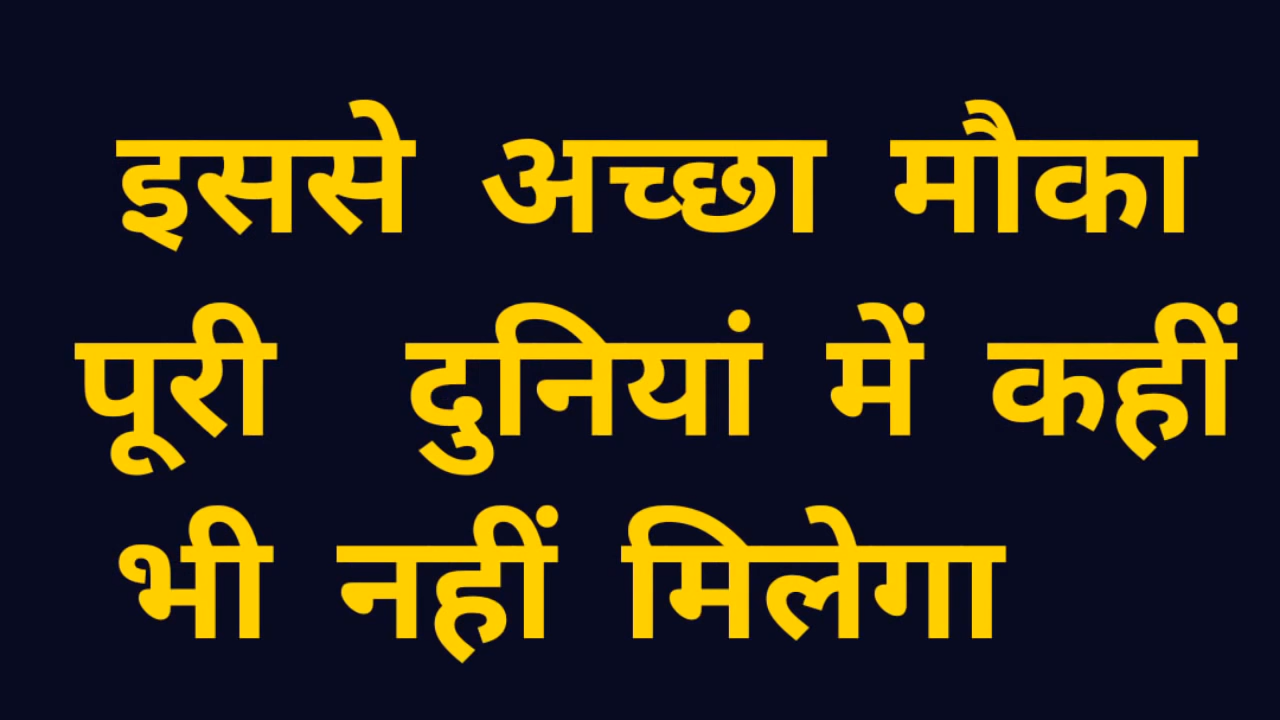 इससे अच्छा मौका
पूरी दुनियां में कहीं
भी नहीं मिलेगा